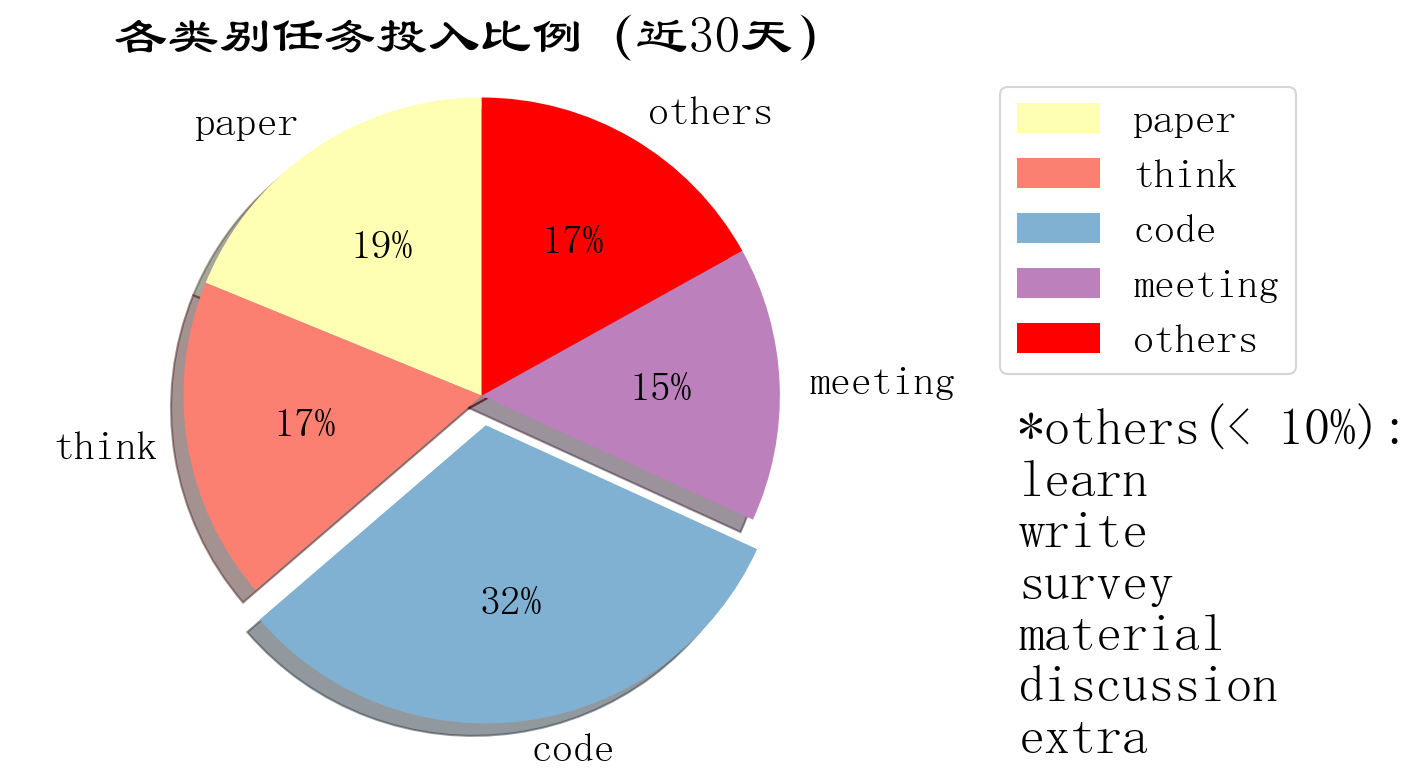 各类别任务投入比例 (近30天)
paper
others
19%
17%
17%
15%
think
meeting
32%
code
paper
think
code
meeting
others
*others(< 10%):
learn
write
survey
material
discussion
extra